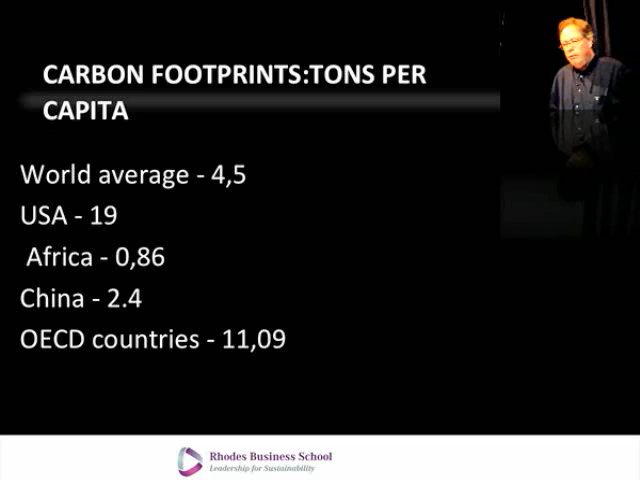 CARBON FOOTPRINTS:TONS PER
CAPITA
World average - 4,5
USA - 19
Africa - 0,86
China - 2.4
OECD countries - 11,09
Rhodes Business School
Leadership for Sustainability